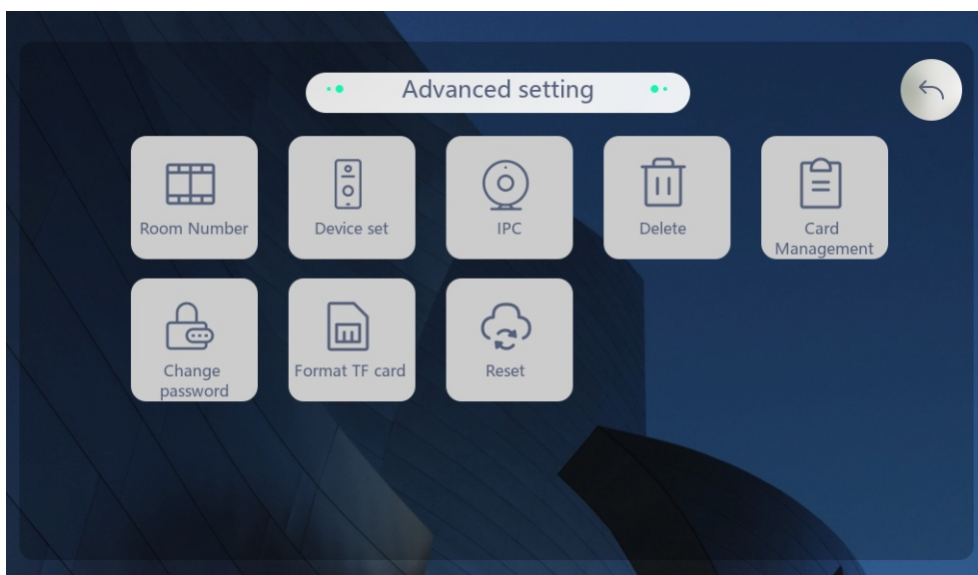 Advanced setting
Room Number
Device set
IPC
Delete
Card
Management
Change
password
Format TF card
Reset